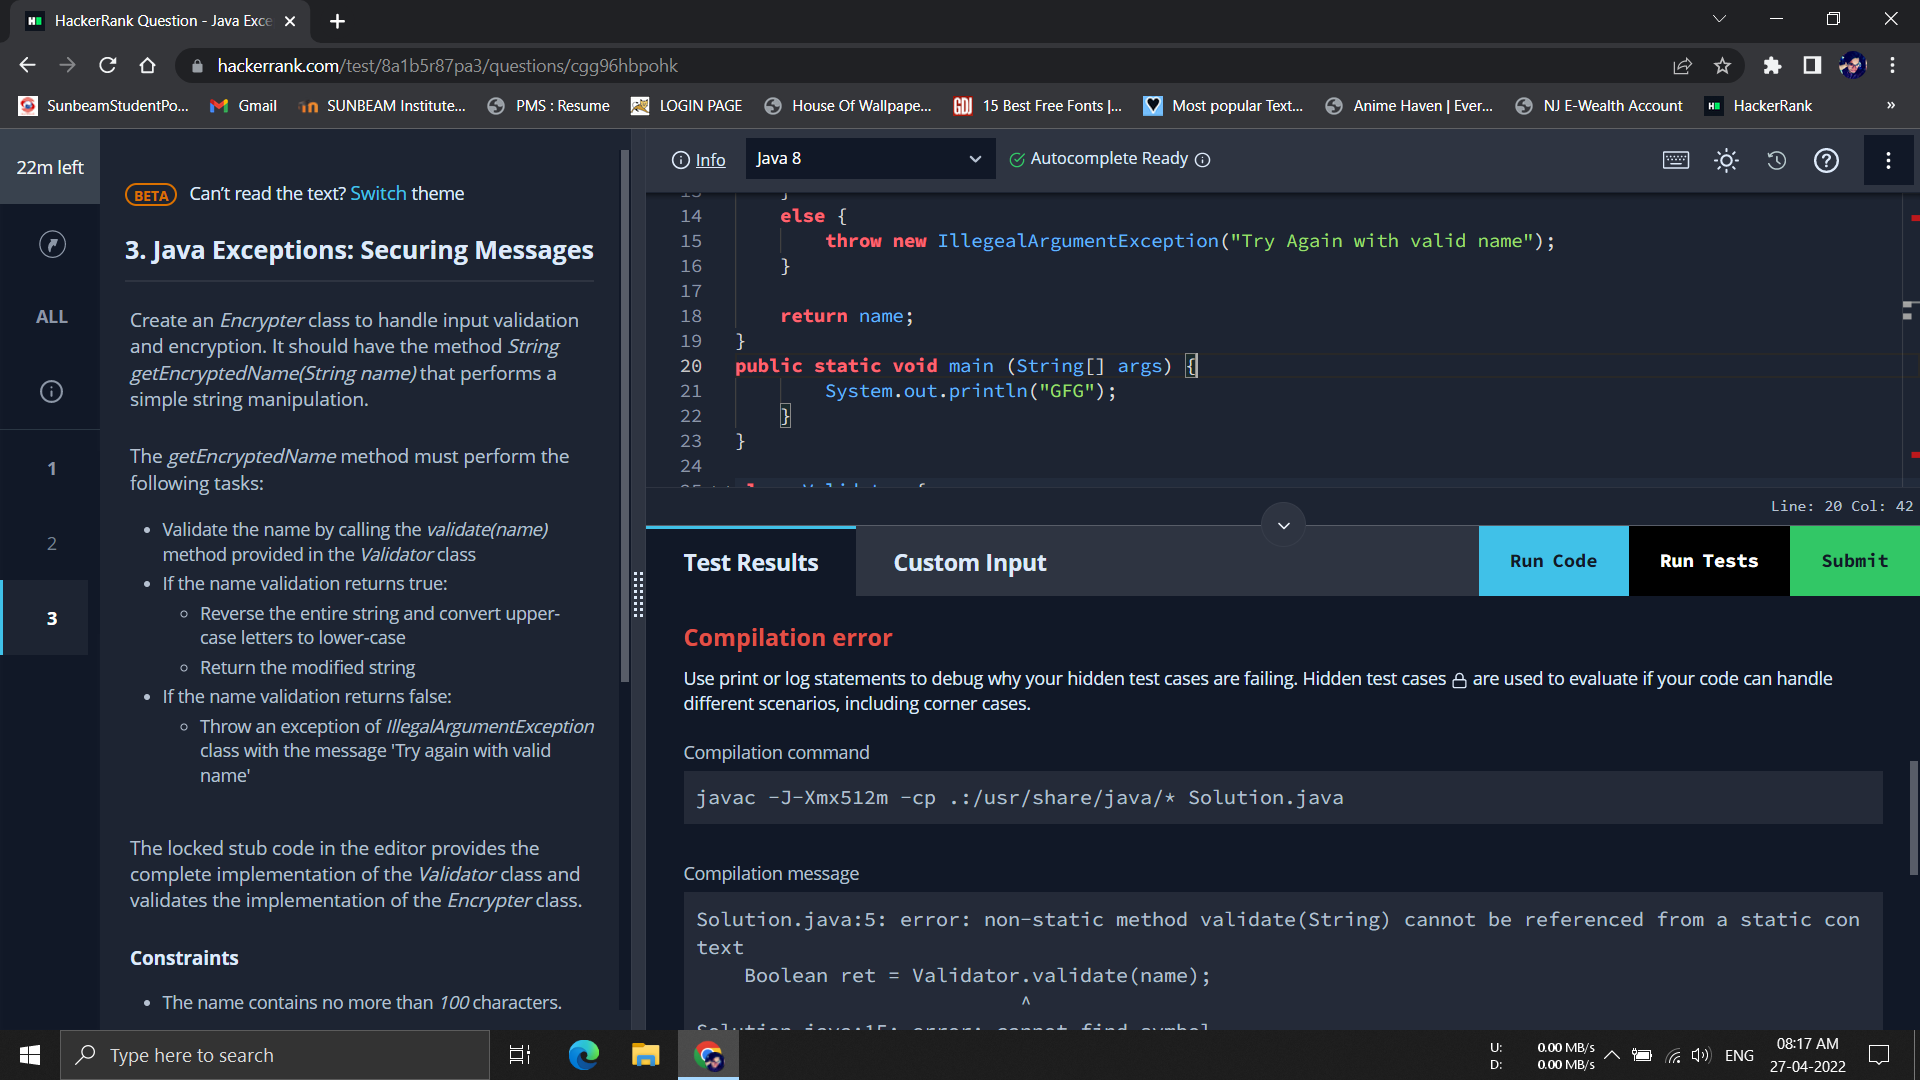 HackerRank Question - Java Exce
hackerrank.com/test/8a1b5r87pa3/questions/cgg96hbpohk
SunbeamStudentPo... Gmail SUNBEAM Institute... PMS : Resume LOGIN PAGE House Of Wallpape... 15 Best Free Fonts |... Most popular Text... Anime Haven | Ever... NJ E-Wealth Account HackerRank »
22m left
ALL
1
2
3
BETA Can't read the text? Switch theme
3. Java Exceptions: Securing Messages
Create an Encrypter class to handle input validation
and encryption. It should have the method String
getEncryptedName(String name) that performs a
simple string manipulation.
The getEncryptedName method must perform the
following tasks:
• Validate the name by calling the validate(name)
method provided in the Validator class
• If the name validation returns true:
◦ Reverse the entire string and convert upper-
case letters to lower-case
◦ Return the modified string
• If the name validation returns false:
◦ Throw an exception of IllegalArgumentException
class with the message 'Try again with valid
name'
The locked stub code in the editor provides the
complete implementation of the Validator class and
validates the implementation of the Encrypter class.
Constraints
• The name contains no more than 100 characters.
Info Java 8 Autocomplete Ready
14 else {
15 throw new IllegealArgumentException("Try Again with valid name");
16 }
17
18 return name;
19 }
20 public static void main (String[] args) {
21 System.out.println("GFG");
22 }
23 }
24
Line: 20 Col: 42
Test Results Custom Input Run Code Run Tests Submit
Compilation error
Use print or log statements to debug why your hidden test cases are failing. Hidden test cases are used to evaluate if your code can handle
different scenarios, including corner cases.
Compilation command
javac -J-Xmx512m -cp .:/usr/share/java/* Solution.java
Compilation message
Solution.java:5: error: non-static method validate(String) cannot be referenced from a static con
text
Boolean ret = Validator.validate(name);
^
Solution.java:15: error: cannot find symbol
Type here to search
U: 0.00 MB/s
D: 0.00 MB/s
ENG
08:17 AM
27-04-2022